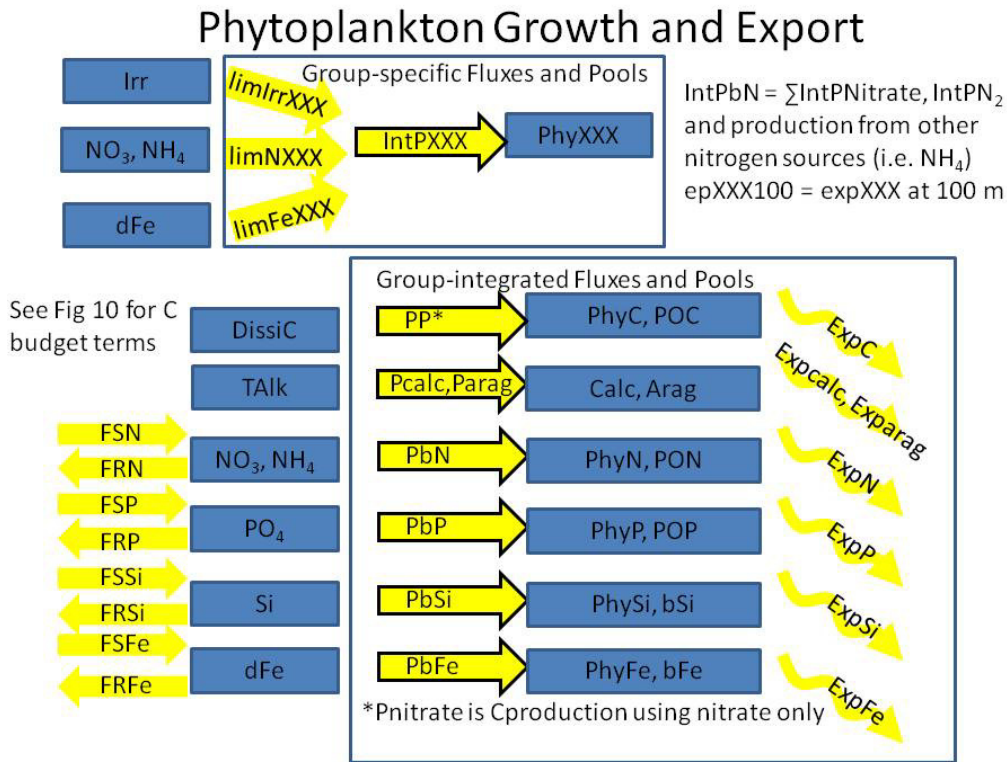 Phytoplankton Growth and Export
Irr
NO₃, NH₄
dFe
Group-specific Fluxes and Pools
limIrrXXX
limNXXX
limFeXXX
IntPXXX
PhyXXX
IntPbN = ∑IntPNitrate, IntPN₂
and production from other
nitrogen sources (i.e. NH₄)
epXXX100 = expXXX at 100 m
See Fig 10 for C
budget terms
Group-integrated Fluxes and Pools
DissiC
PP*
PhyC, POC
ExpC
TAlk
Pcalc,Parag
Calc, Arag
Expcalc, Exparag
FSN
FRN
NO₃, NH₄
PbN
PhyN, PON
ExpN
FSP
FRP
PO₄
PbP
PhyP, POP
ExpP
FSSi
FRSi
Si
PbSi
PhySi, bSi
ExpSi
FSFe
FRFe
dFe
PbFe
PhyFe, bFe
ExpFe
*Pnitrate is Cproduction using nitrate only